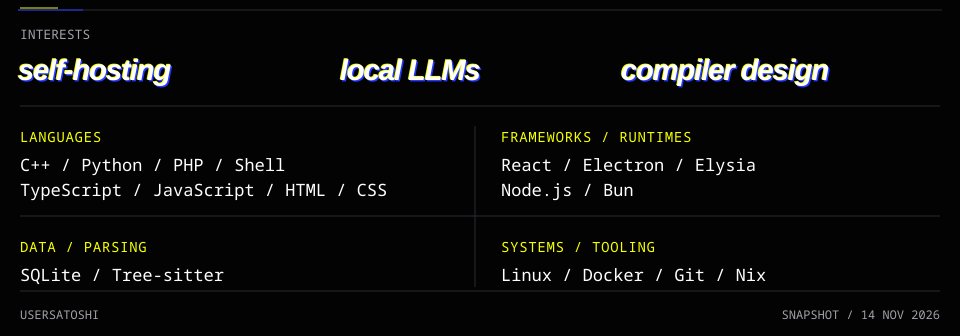 INTERESTS
self-hosting
local LLMs
compiler design
LANGUAGES
C++ / Python / PHP / Shell
TypeScript / JavaScript / HTML / CSS
FRAMEWORKS / RUNTIMES
React / Electron / Elysia
Node.js / Bun
DATA / PARSING
SQLite / Tree-sitter
SYSTEMS / TOOLING
Linux / Docker / Git / Nix
USERSATOSHI
SNAPSHOT / 14 NOV 2026